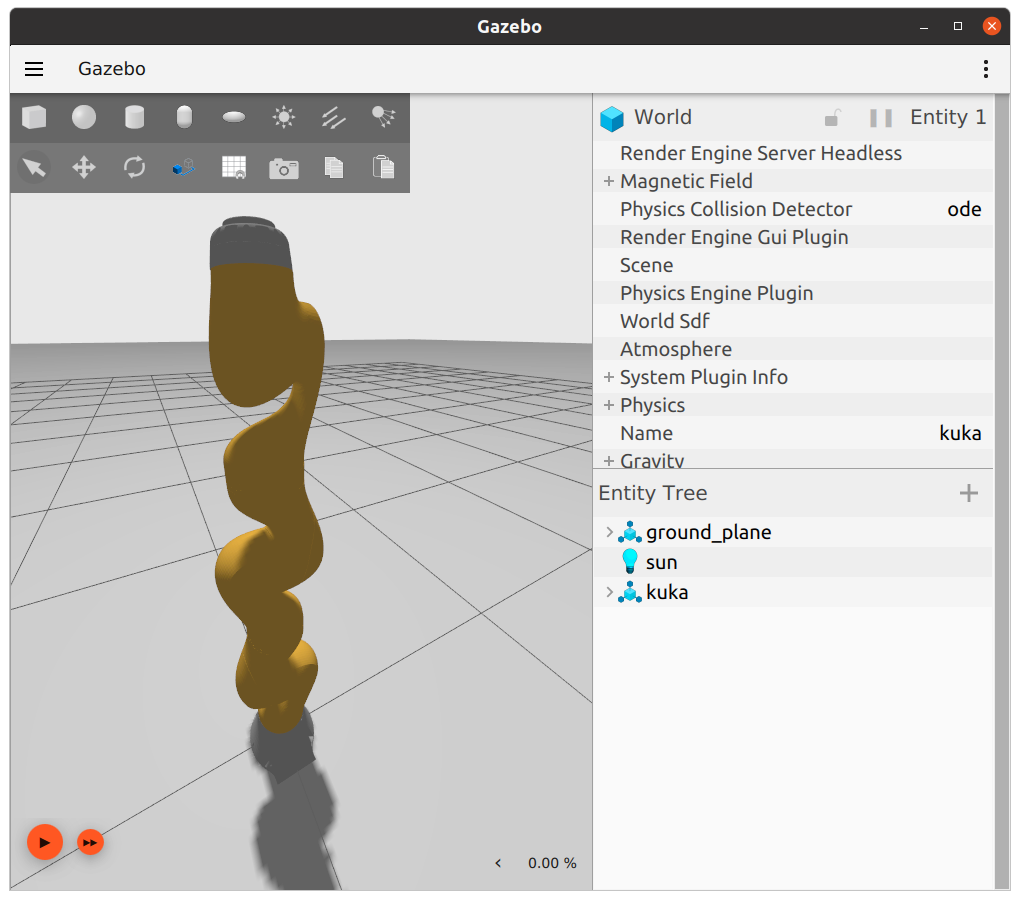 Gazebo
Gazebo
World Entity 1
Render Engine Server Headless
+ Magnetic Field
Physics Collision Detector ode
Render Engine Gui Plugin
Scene
Physics Engine Plugin
World Sdf
Atmosphere
+ System Plugin Info
+ Physics
Name kuka
+ Gravity
Entity Tree +
> ground_plane
sun
> kuka
< 0.00 %